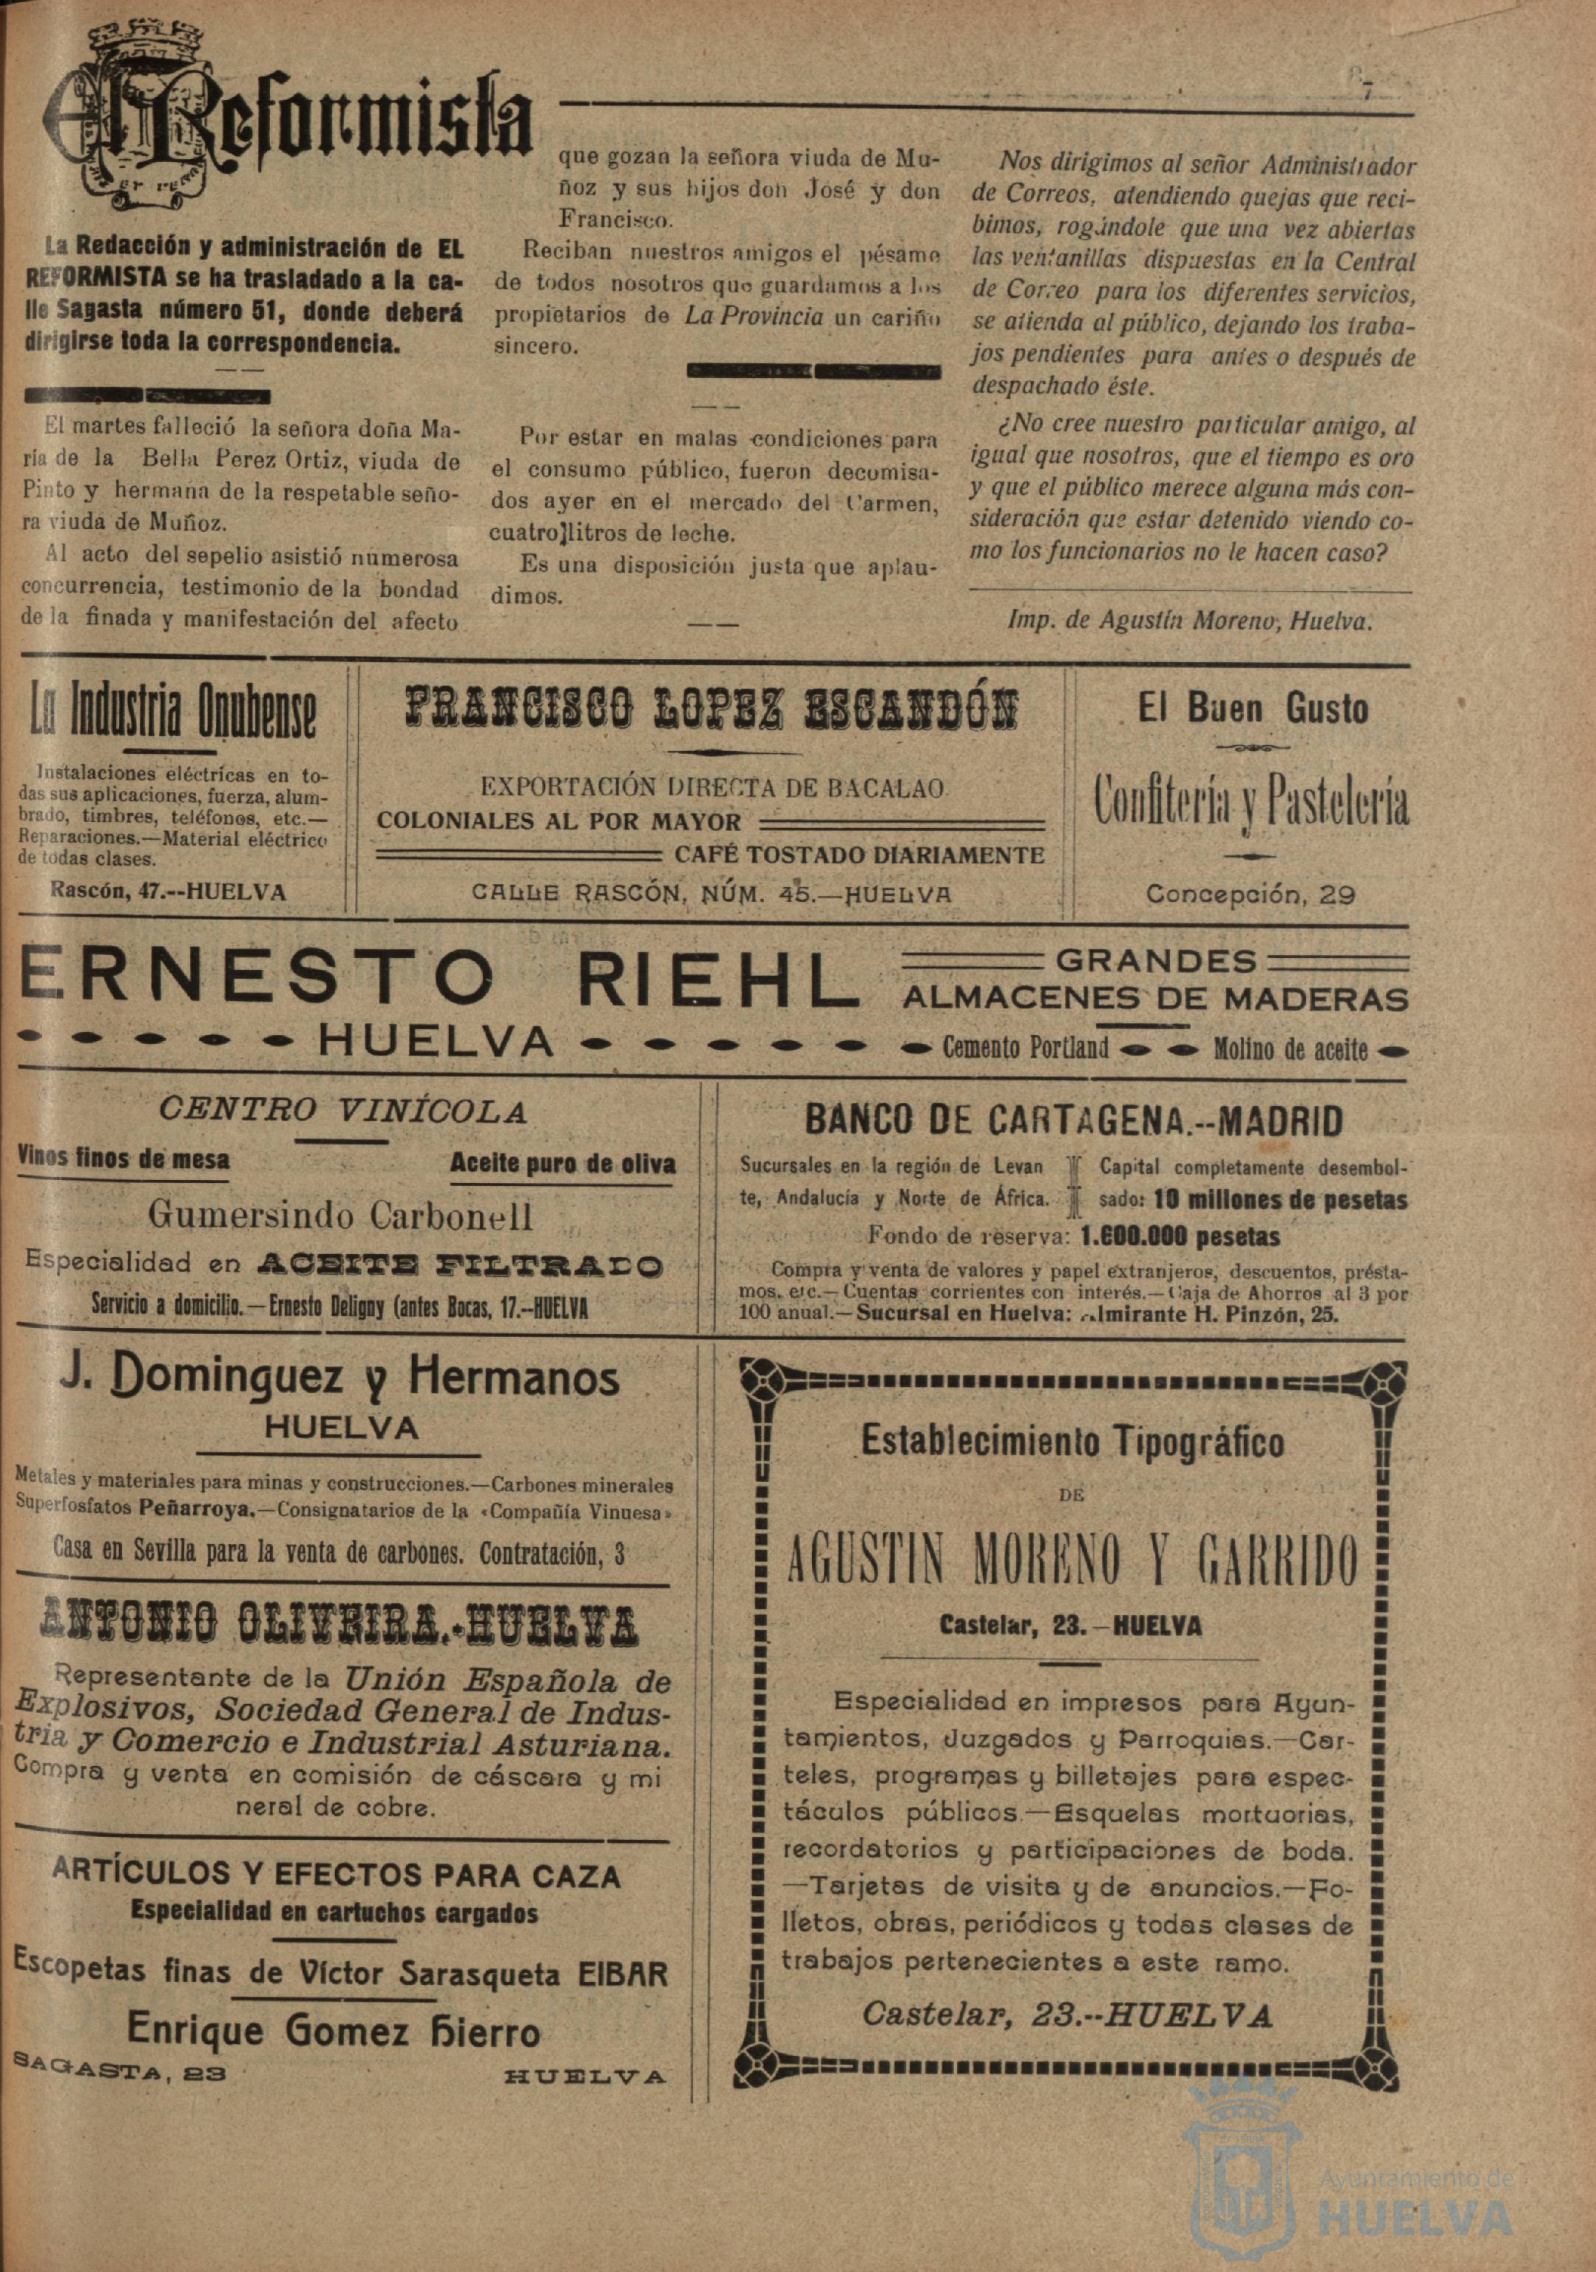 El Reformista
7
La Redacción y administración de EL
REFORMISTA se ha trasladado a la ca-
lle Sagasta número 51, donde deberá
dirigirse toda la correspondencia.
El martes falleció la señora doña Ma-
ría de la Bella Perez Ortiz, viuda de
Pinto y hermana de la respetable seño-
ra viuda de Muñoz.
Al acto del sepelio asistió numerosa
concurrencia, testimonio de la bondad
de la finada y manifestación del afecto
que gozan la señora viuda de Mu-
ñoz y sus hijos don José y don
Francisco.
Reciban nuestros amigos el pésame
de todos nosotros que guardamos a los
propietarios de La Provincia un cariño
sincero.
Por estar en malas condiciones para
el consumo público, fueron decomisa-
dos ayer en el mercado del Carmen,
cuatro litros de leche.
Es una disposición justa que aplau-
dimos.
Nos dirigimos al señor Administrador
de Correos, atendiendo quejas que reci-
bimos, rogándole que una vez abiertas
las ventanillas dispuestas en la Central
de Correo para los diferentes servicios,
se atienda al público, dejando los traba-
jos pendientes para antes o después de
despachado éste.
¿No cree nuestro particular amigo, al
igual que nosotros, que el tiempo es oro
y que el público merece alguna más con-
sideración que estar detenido viendo co-
mo los funcionarios no le hacen caso?
Imp. de Agustín Moreno, Huelva.
La Industria Onubense
Instalaciones eléctricas en to-
das sus aplicaciones, fuerza, alum-
brado, timbres, teléfonos, etc.—
Reparaciones.—Material eléctrico
de todas clases.
Rascón, 47.--HUELVA
FRANCISCO LOPEZ ESCANDÓN
EXPORTACIÓN DIRECTA DE BACALAO
COLONIALES AL POR MAYOR
CAFÉ TOSTADO DIARIAMENTE
CALLE RASCÓN, NÚM. 45.—HUELVA
El Buen Gusto
Confitería y Pastelería
Concepción, 29
ERNESTO RIEHL
HUELVA
GRANDES
ALMACENES DE MADERAS
Cemento Portland
Molino de aceite
CENTRO VINÍCOLA
Vinos finos de mesa Aceite puro de oliva
Gumersindo Carbonell
Especialidad en ACEITE FILTRADO
Servicio a domicilio.—Ernesto Deligny (antes Bocas, 17.--HUELVA
BANCO DE CARTAGENA.--MADRID
Sucursales en la región de Levan
te, Andalucía y Norte de África.
Capital completamente desembol-
sado: 10 millones de pesetas
Fondo de reserva: 1.600.000 pesetas
Compra y venta de valores y papel extranjeros, descuentos, présta-
mos, etc.—Cuentas corrientes con interés.—Caja de Ahorros al 3 por
100 anual.—Sucursal en Huelva: Almirante H. Pinzón, 25.
J. Dominguez y Hermanos
HUELVA
Metales y materiales para minas y construcciones.—Carbones minerales
Superfosfatos Peñarroya.—Consignatarios de la «Compañía Vinuesa»
Casa en Sevilla para la venta de carbones. Contratación, 3
ANTONIO OLIVEIRA.-HUELVA
Representante de la Unión Española de
Explosivos, Sociedad General de Indus-
tria y Comercio e Industrial Asturiana.
Compra y venta en comisión de cáscara y mi
neral de cobre.
ARTÍCULOS Y EFECTOS PARA CAZA
Especialidad en cartuchos cargados
Escopetas finas de Víctor Sarasqueta EIBAR
Enrique Gomez Hierro
SAGASTA, 23 HUELVA
Establecimiento Tipográfico
DE
AGUSTIN MORENO Y GARRIDO
Castelar, 23.—HUELVA
Especialidad en impresos para Ayun-
tamientos, Juzgados y Parroquias.—Car-
teles, programas y billetajes para espec-
táculos públicos.—Esquelas mortuorias,
recordatorios y participaciones de boda.
—Tarjetas de visita y de anuncios.—Fo-
lletos, obras, periódicos y todas clases de
trabajos pertenecientes a este ramo.
Castelar, 23.--HUELVA
Ayuntamiento de
HUELVA